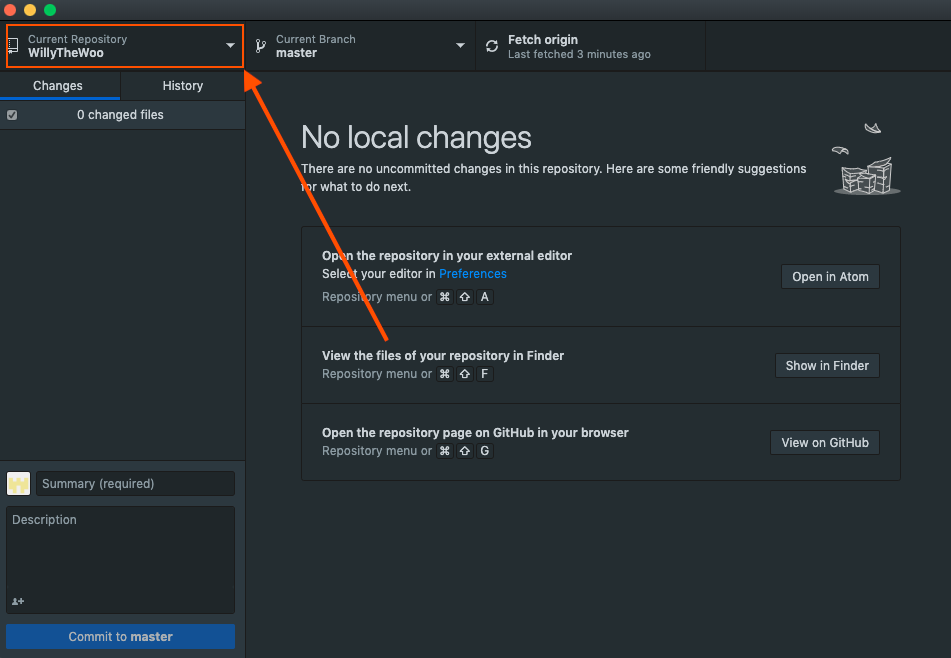 Current Repository
WillyTheWoo
Current Branch
master
Fetch origin
Last fetched 3 minutes ago
Changes
History
0 changed files
No local changes
There are no uncommitted changes in this repository. Here are some friendly suggestions
for what to do next.
Open the repository in your external editor
Select your editor in Preferences
Repository menu or ⌘ ⇧ A
Open in Atom
View the files of your repository in Finder
Repository menu or ⌘ ⇧ F
Show in Finder
Open the repository page on GitHub in your browser
Repository menu or ⌘ ⇧ G
View on GitHub
Summary (required)
Description
Commit to master